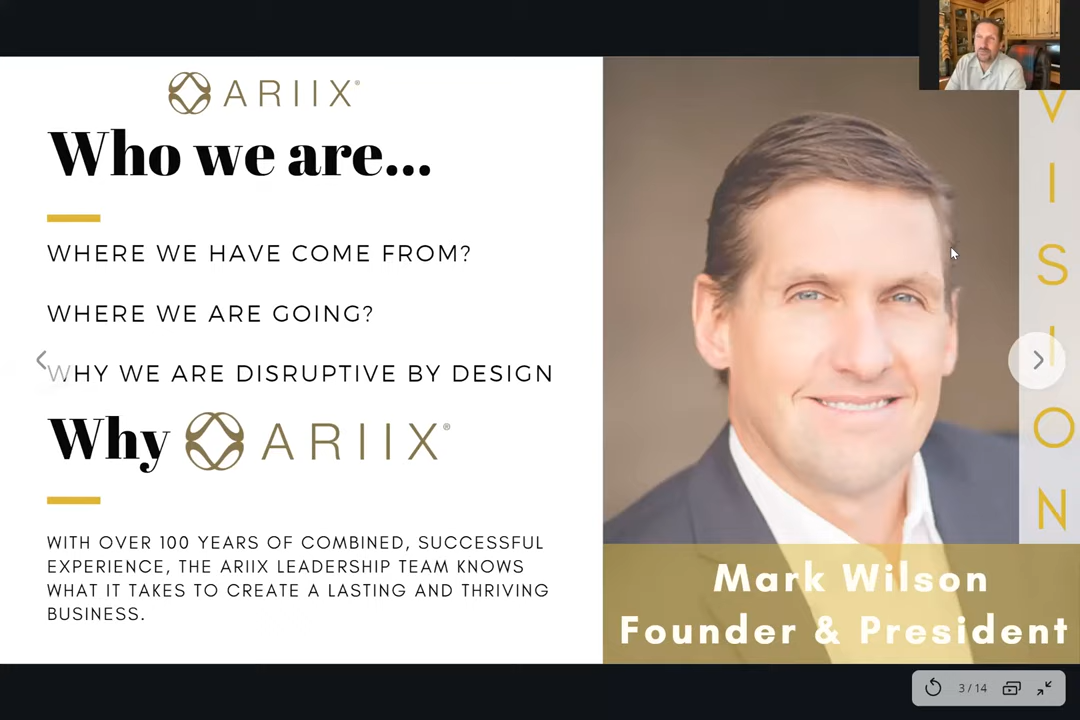 ARIIX®
Who we are...
WHERE WE HAVE COME FROM?
WHERE WE ARE GOING?
WHY WE ARE DISRUPTIVE BY DESIGN
Why ARIIX®
WITH OVER 100 YEARS OF COMBINED, SUCCESSFUL
EXPERIENCE, THE ARIIX LEADERSHIP TEAM KNOWS
WHAT IT TAKES TO CREATE A LASTING AND THRIVING
BUSINESS.
VISION
Mark Wilson
Founder & President
3 / 14